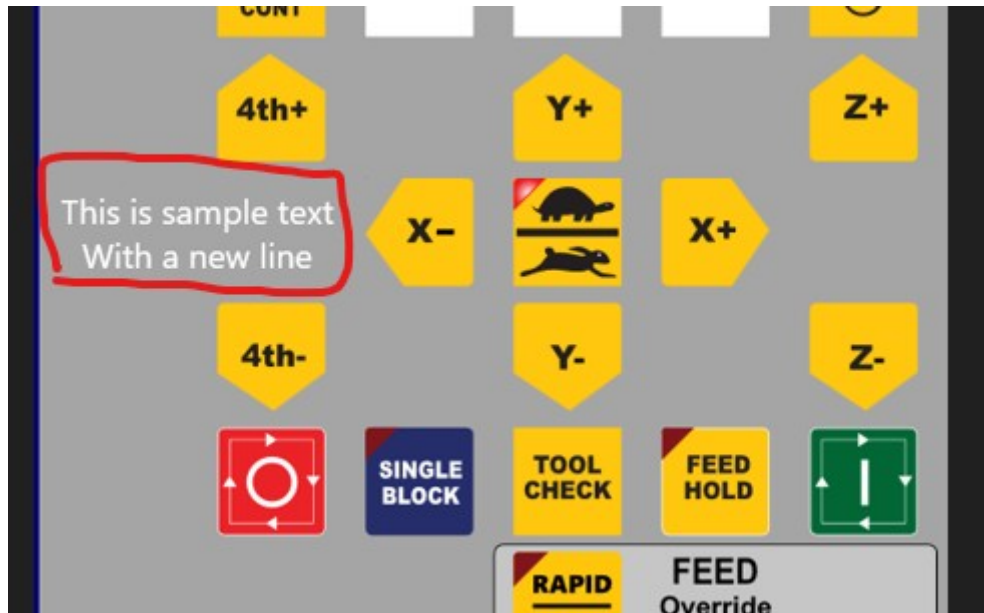 CONT
4th+
Y+
Z+
This is sample text
With a new line
X-
X+
4th-
Y-
Z-
SINGLE
BLOCK
TOOL
CHECK
FEED
HOLD
RAPID
FEED
Override